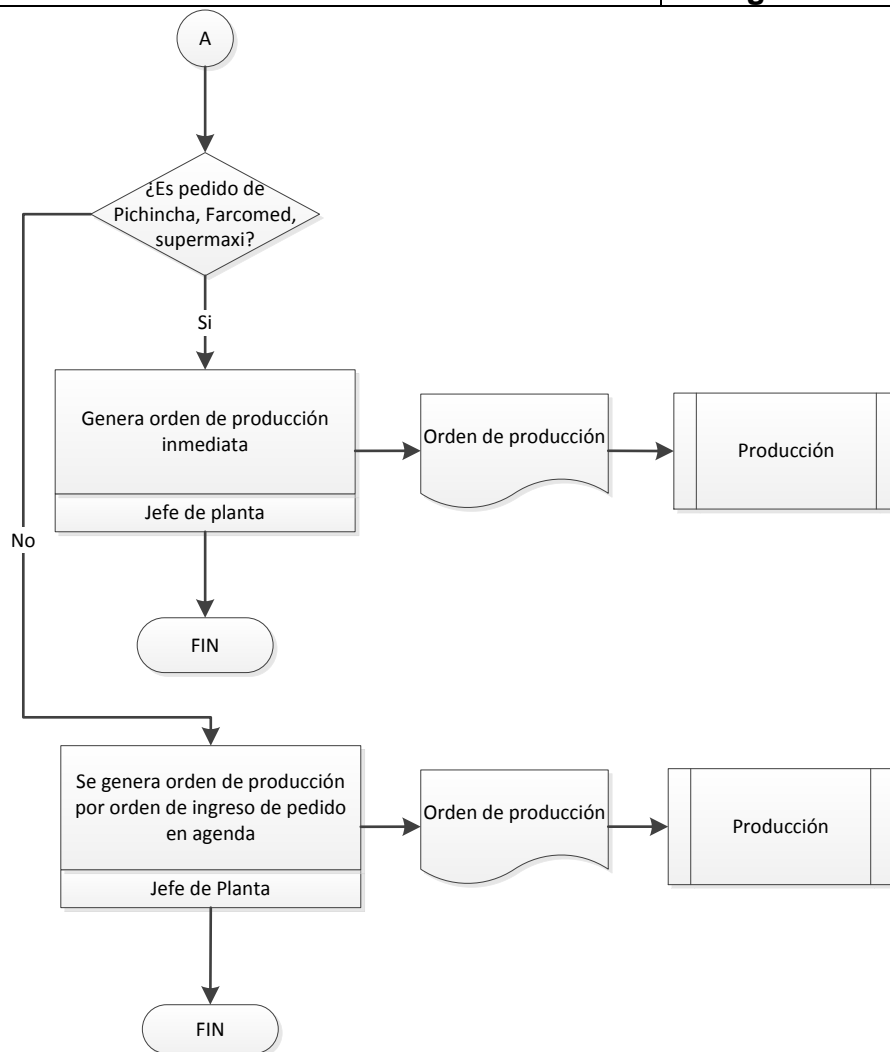 A
¿Es pedido de
Pichincha, Farcomed,
supermaxi?
Si
Genera orden de producción
inmediata
Jefe de planta
Orden de producción
Producción
No
FIN
Se genera orden de producción
por orden de ingreso de pedido
en agenda
Jefe de Planta
Orden de producción
Producción
FIN